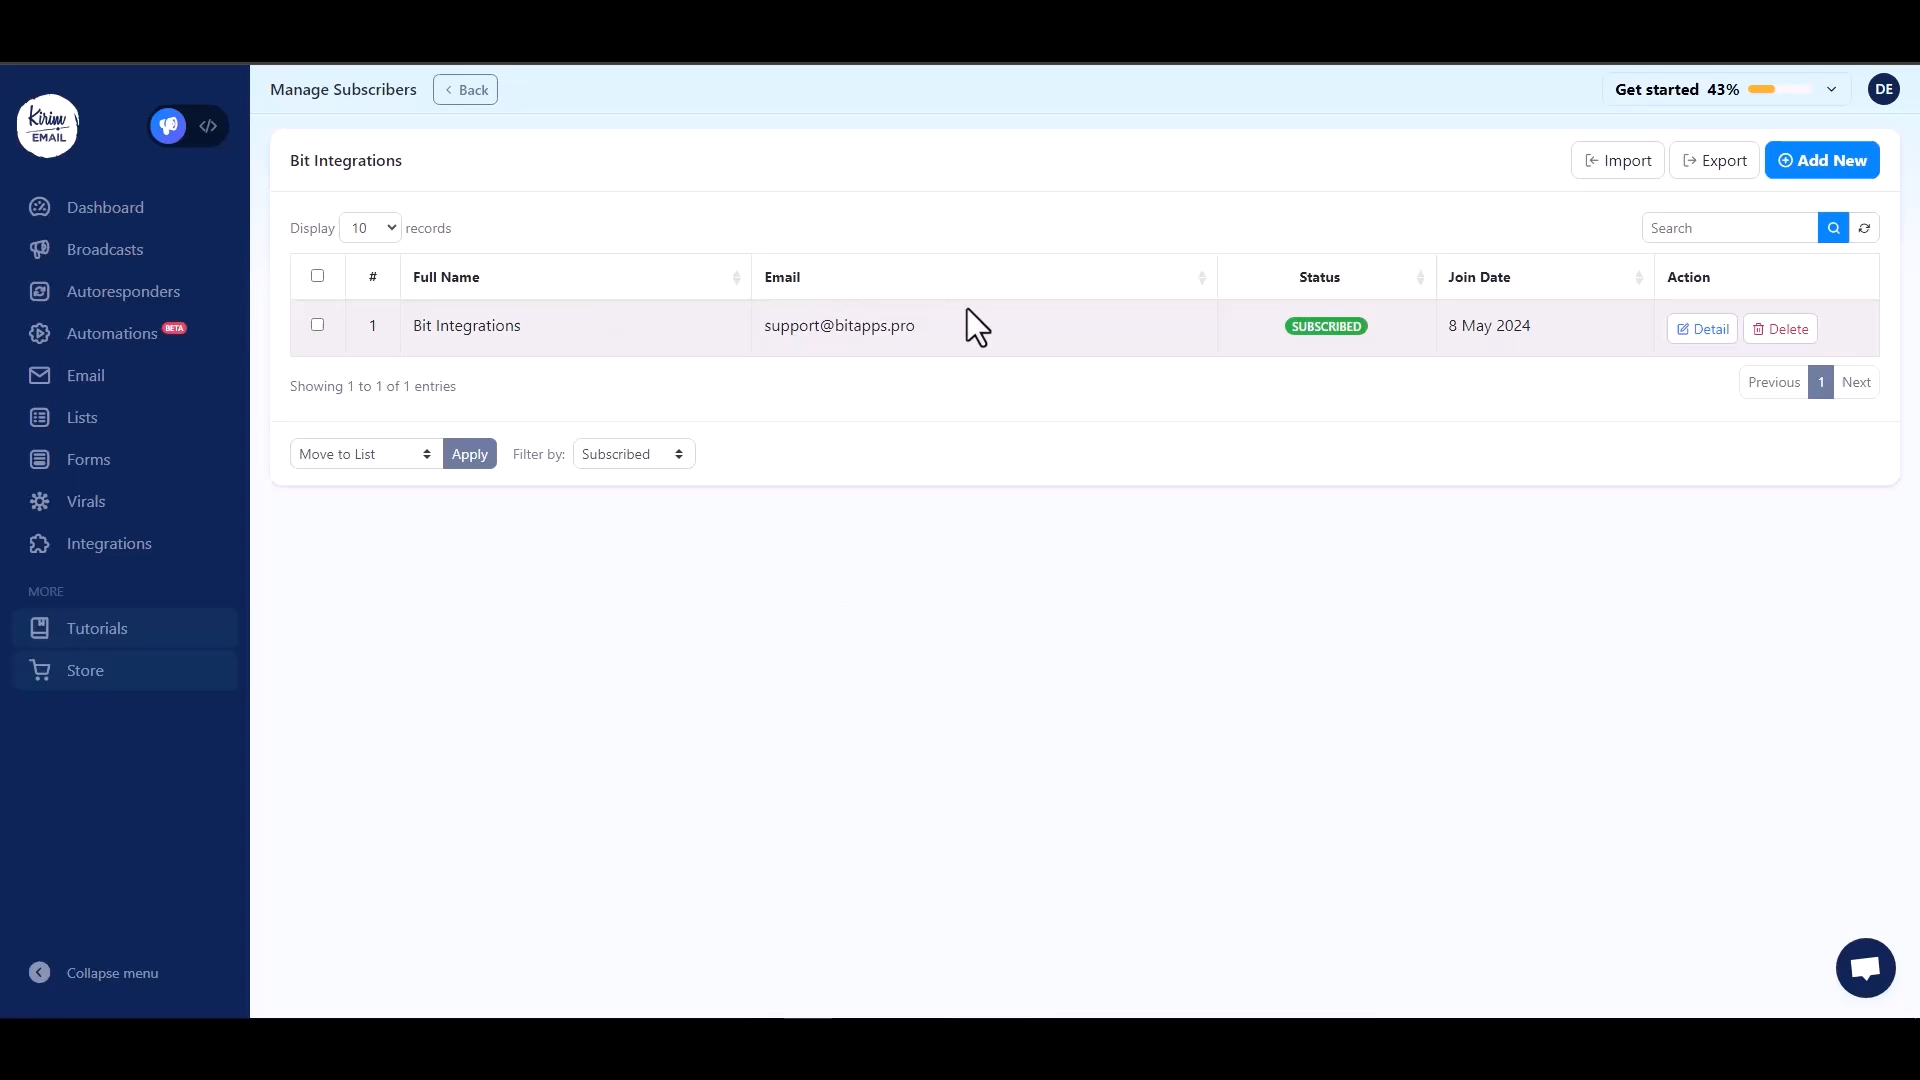 Manage Subscribers
Back
Get started 43%
DE
Kirim
EMAIL
Dashboard
Broadcasts
Autoresponders
Automations BETA
Email
Lists
Forms
Virals
Integrations
MORE
Tutorials
Store
Collapse menu
Bit Integrations
Import
Export
Add New
Display 10 records
Search
# Full Name Email Status Join Date Action
1 Bit Integrations support@bitapps.pro SUBSCRIBED 8 May 2024 Detail Delete
Showing 1 to 1 of 1 entries
Previous 1 Next
Move to List Apply Filter by: Subscribed